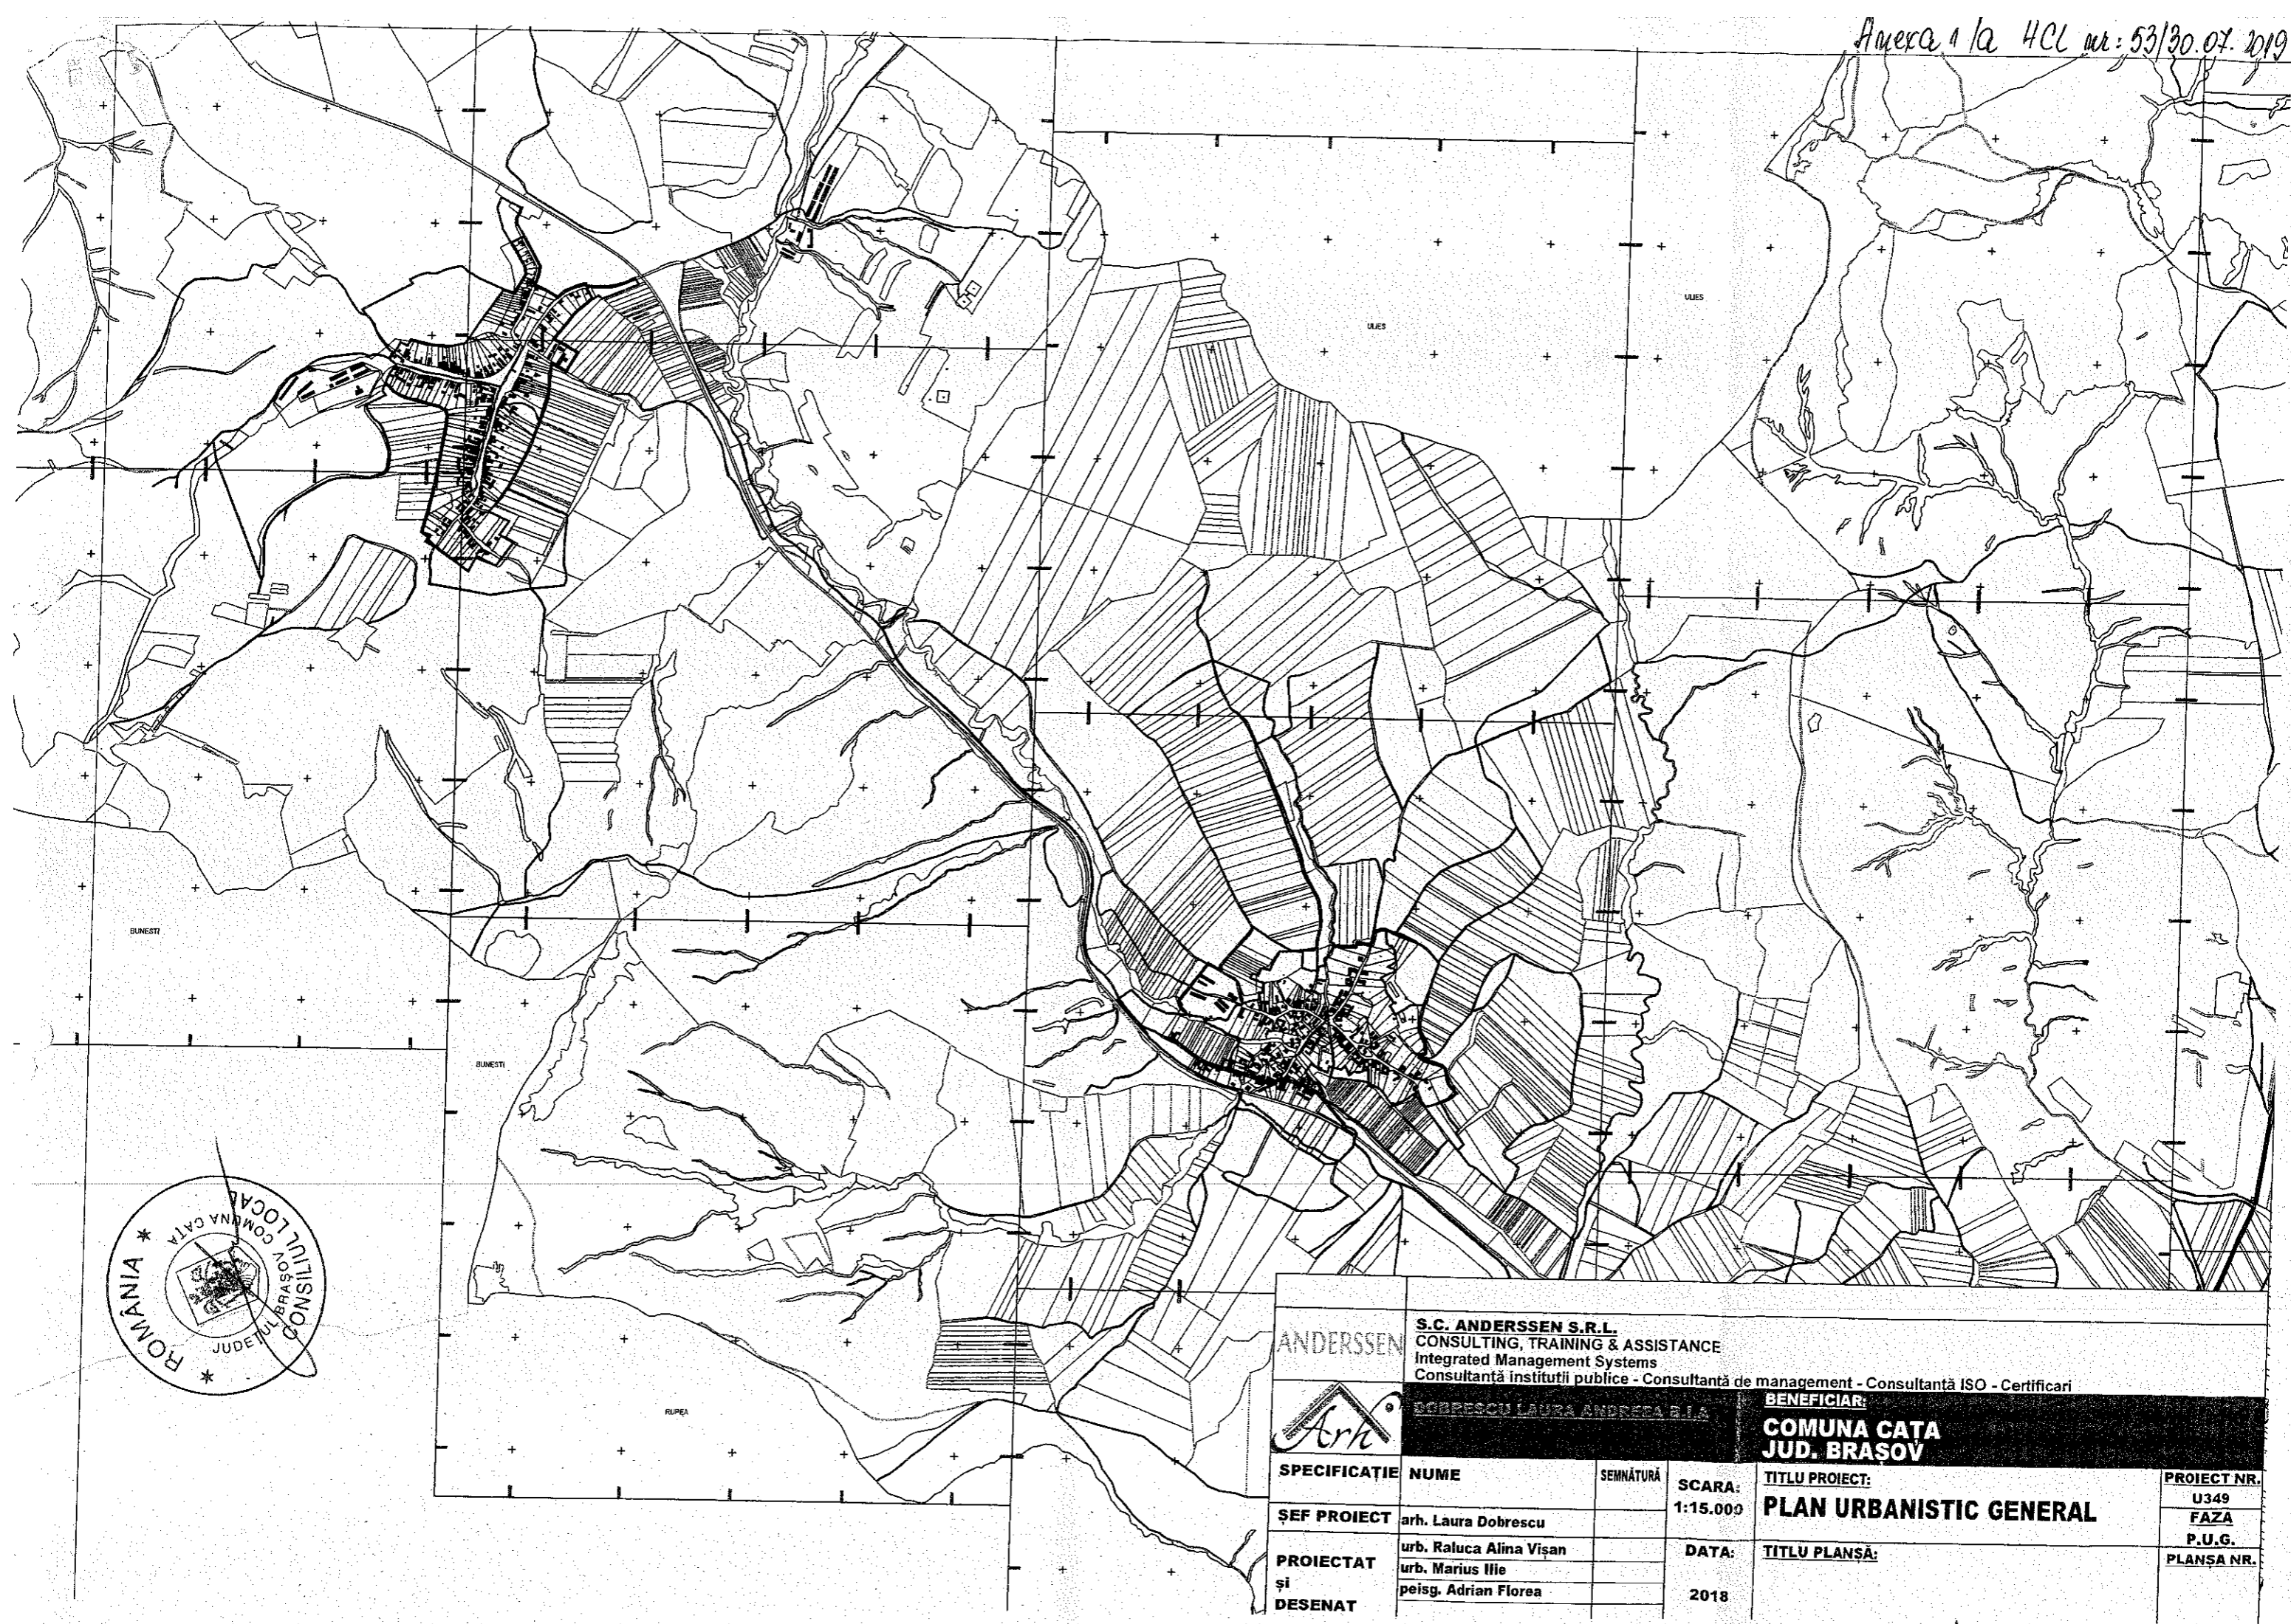 Anexa 1 la HCL nr: 53/30.07.2019
ULIES
ULIES
BUNESTI
BUNESTI
RUPEA
ROMÂNIA
CONSILIUL LOCAL
JUDEȚUL BRAȘOV
COMUNA CAȚA
ANDERSSEN
S.C. ANDERSSEN S.R.L.
CONSULTING, TRAINING & ASSISTANCE
Integrated Management Systems
Consultanță instituții publice - Consultanță de management - Consultanță ISO - Certificari
Arh
DOBRESCU LAURA ANDREEA B.I.A
BENEFICIAR:
COMUNA CAȚA
JUD. BRAȘOV
SPECIFICAȚIE NUME SEMNĂTURĂ
SCARA:
1:15.000
TITLU PROIECT:
PLAN URBANISTIC GENERAL
PROIECT NR.
U349
FAZA
P.U.G.
PLANȘA NR.
ȘEF PROIECT arh. Laura Dobrescu
PROIECTAT
și
DESENAT
urb. Raluca Alina Vișan
urb. Marius Ilie
peisg. Adrian Florea
DATA:
2018
TITLU PLANȘĂ: